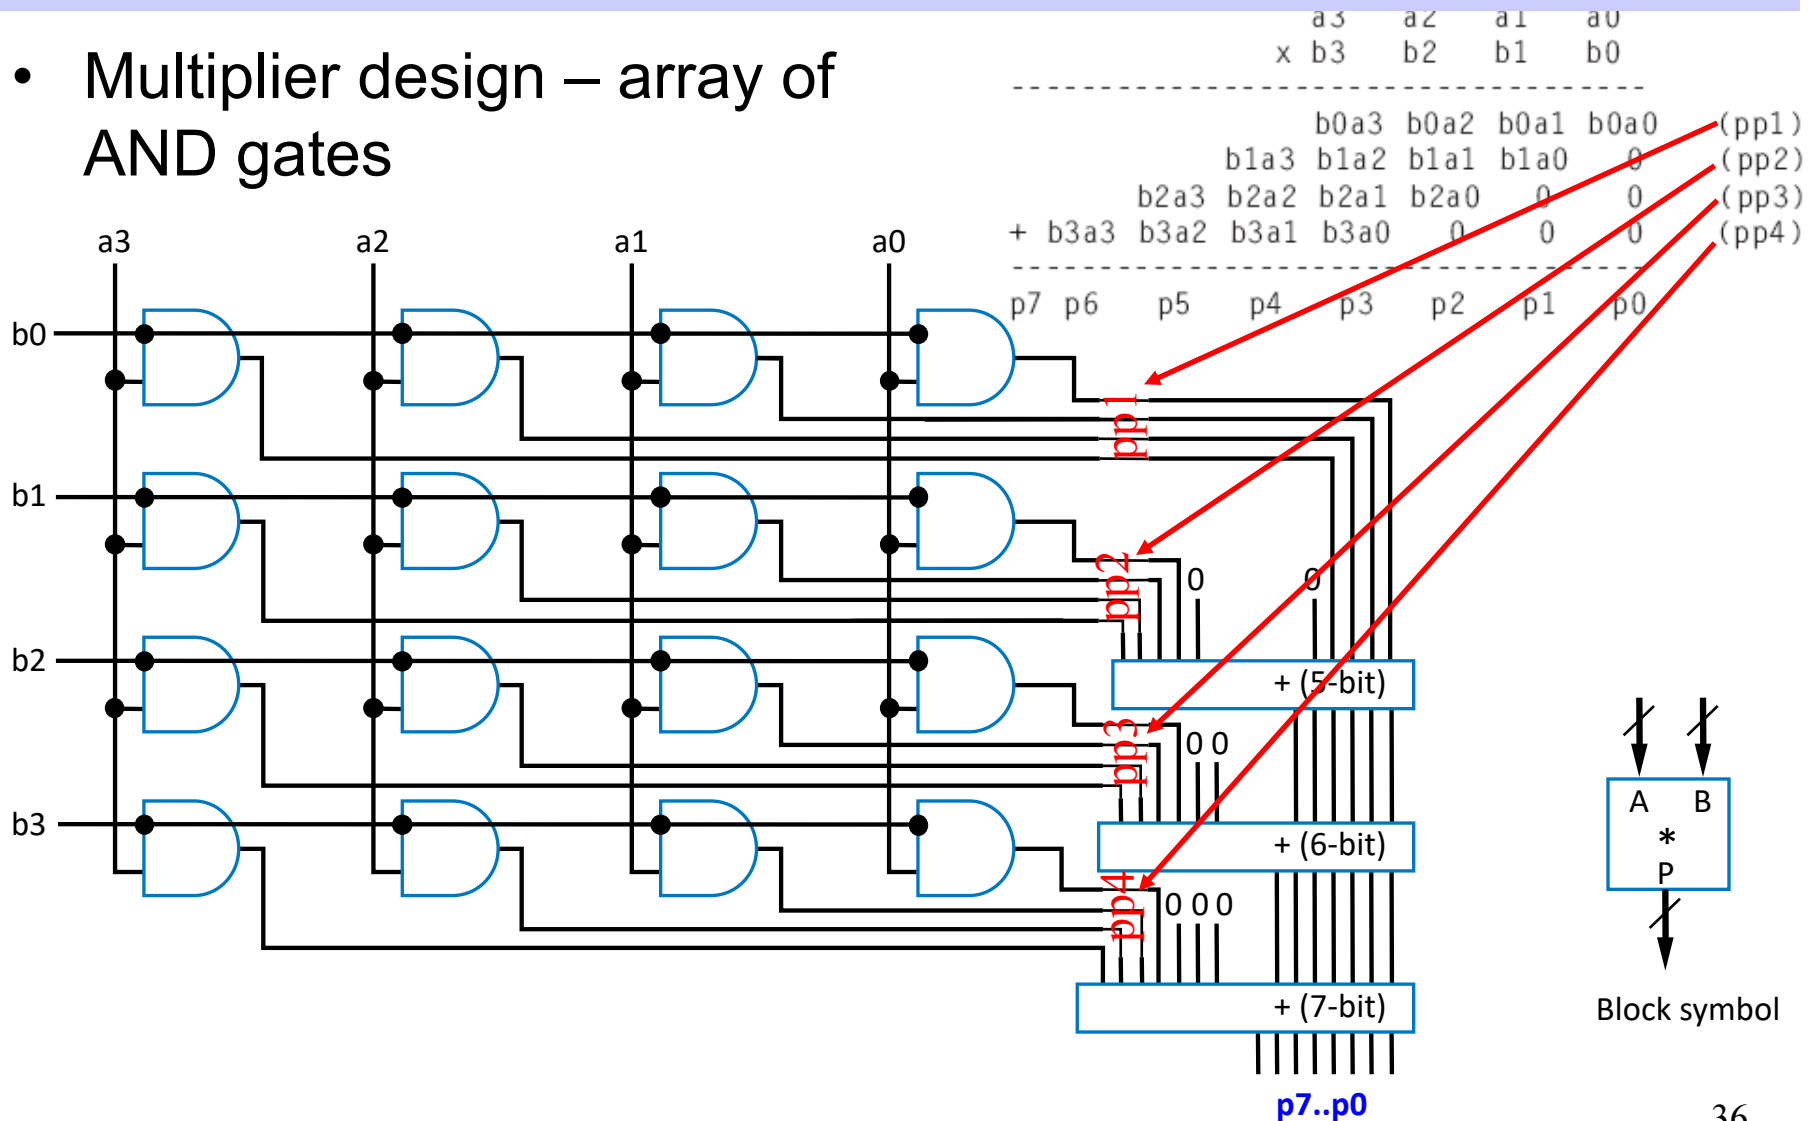 • Multiplier design – array of
AND gates
a3 a2 a1 a0
x b3 b2 b1 b0
-----------------------------------
b0a3 b0a2 b0a1 b0a0 (pp1)
b1a3 b1a2 b1a1 b1a0 0 (pp2)
b2a3 b2a2 b2a1 b2a0 0 0 (pp3)
+ b3a3 b3a2 b3a1 b3a0 0 0 0 (pp4)
-----------------------------------
p7 p6 p5 p4 p3 p2 p1 p0
a3 a2 a1 a0
b0
pp1
b1
pp2
0 0
b2
+ (5-bit)
pp3
0 0
b3
+ (6-bit)
pp4
0 0 0
+ (7-bit)
p7..p0
A B
*
P
Block symbol
36